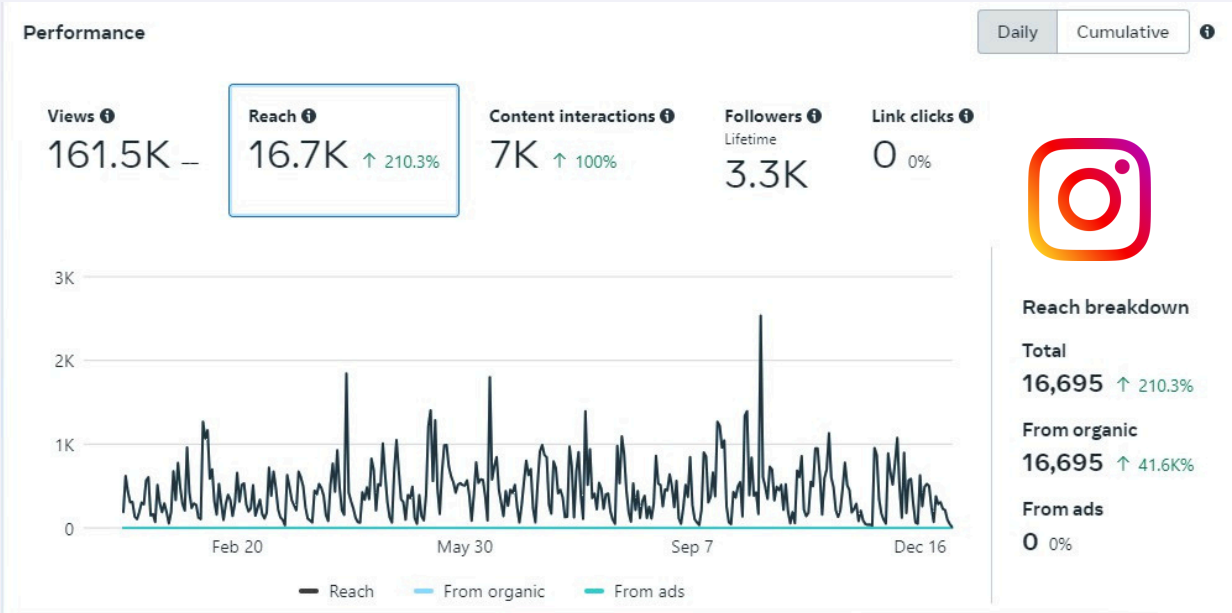 Performance
Daily Cumulative
Views Reach Content interactions Followers Link clicks
Lifetime
161.5K -- 16.7K ↑ 210.3% 7K ↑ 100% 3.3K 0 0%
3K
2K
1K
0
Feb 20 May 30 Sep 7 Dec 16
Reach From organic From ads
Reach breakdown
Total
16,695 ↑ 210.3%
From organic
16,695 ↑ 41.6K%
From ads
0 0%